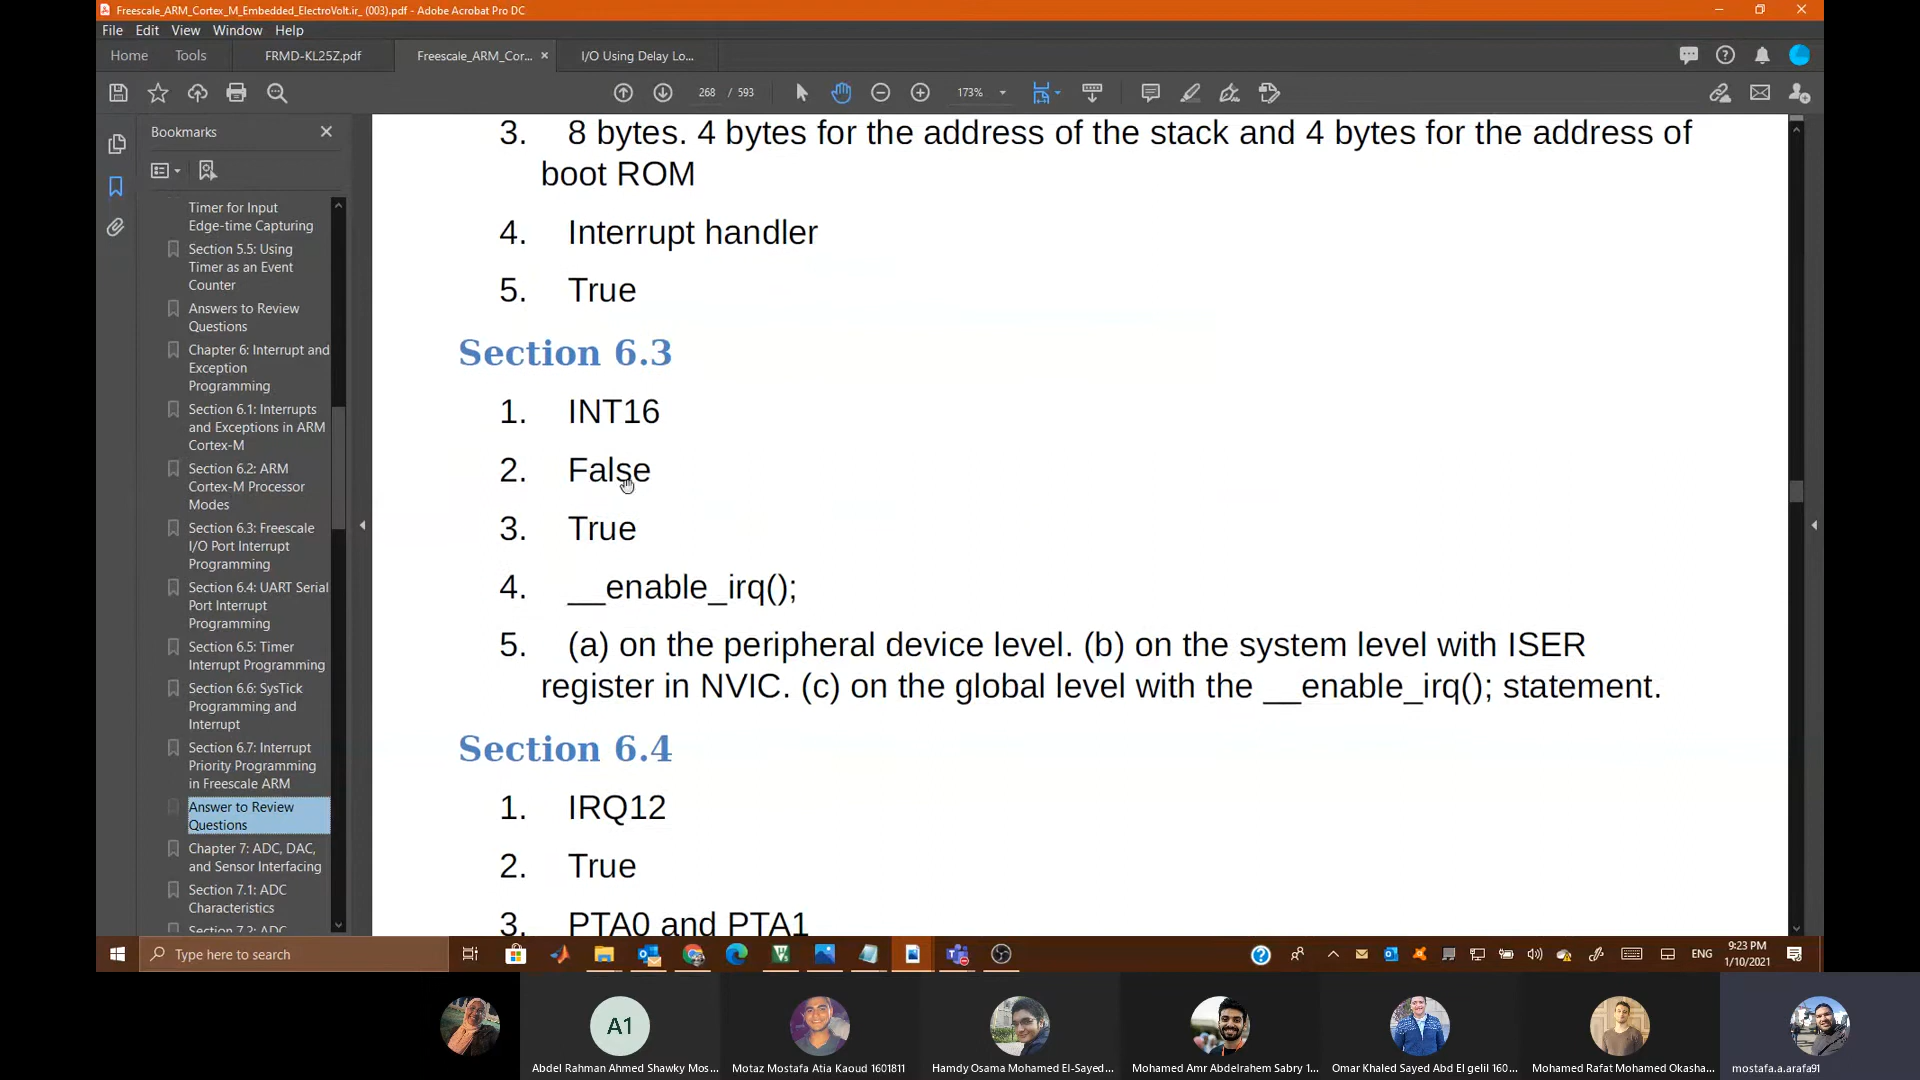 Freescale_ARM_Cortex_M_Embedded_ElectroVolt.ir_ (003).pdf - Adobe Acrobat Pro DC
File Edit View Window Help
Home Tools FRMD-KL25Z.pdf Freescale_ARM_Cor... × I/O Using Delay Lo...
268 / 593 173%
Bookmarks
Timer for Input
Edge-time Capturing
Section 5.5: Using
Timer as an Event
Counter
Answers to Review
Questions
Chapter 6: Interrupt and
Exception
Programming
Section 6.1: Interrupts
and Exceptions in ARM
Cortex-M
Section 6.2: ARM
Cortex-M Processor
Modes
Section 6.3: Freescale
I/O Port Interrupt
Programming
Section 6.4: UART Serial
Port Interrupt
Programming
Section 6.5: Timer
Interrupt Programming
Section 6.6: SysTick
Programming and
Interrupt
Section 6.7: Interrupt
Priority Programming
in Freescale ARM
Answer to Review
Questions
Chapter 7: ADC, DAC,
and Sensor Interfacing
Section 7.1: ADC
Characteristics
Section 7.2: ADC
3. 8 bytes. 4 bytes for the address of the stack and 4 bytes for the address of
boot ROM
4. Interrupt handler
5. True
Section 6.3
1. INT16
2. False
3. True
4. __enable_irq();
5. (a) on the peripheral device level. (b) on the system level with ISER
register in NVIC. (c) on the global level with the __enable_irq(); statement.
Section 6.4
1. IRQ12
2. True
3. PTA0 and PTA1
Type here to search
ENG
9:23 PM
1/10/2021
A1
Abdel Rahman Ahmed Shawky Mos...
Motaz Mostafa Atia Kaoud 1601811
Hamdy Osama Mohamed El-Sayed...
Mohamed Amr Abdelrahem Sabry 1...
Omar Khaled Sayed Abd El gelil 160...
Mohamed Rafat Mohamed Okasha...
mostafa.a.arafa91